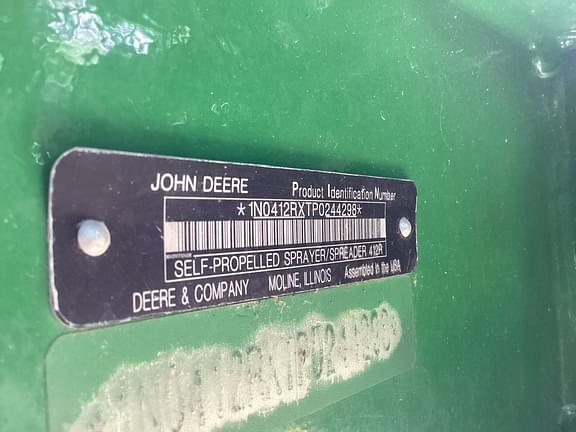 JOHN DEERE Product Identification Number
*1N0412RXTP0244298*
SELF-PROPELLED SPRAYER/SPREADER 412R
DEERE & COMPANY MOLINE, ILLINOIS Assembled in the USA